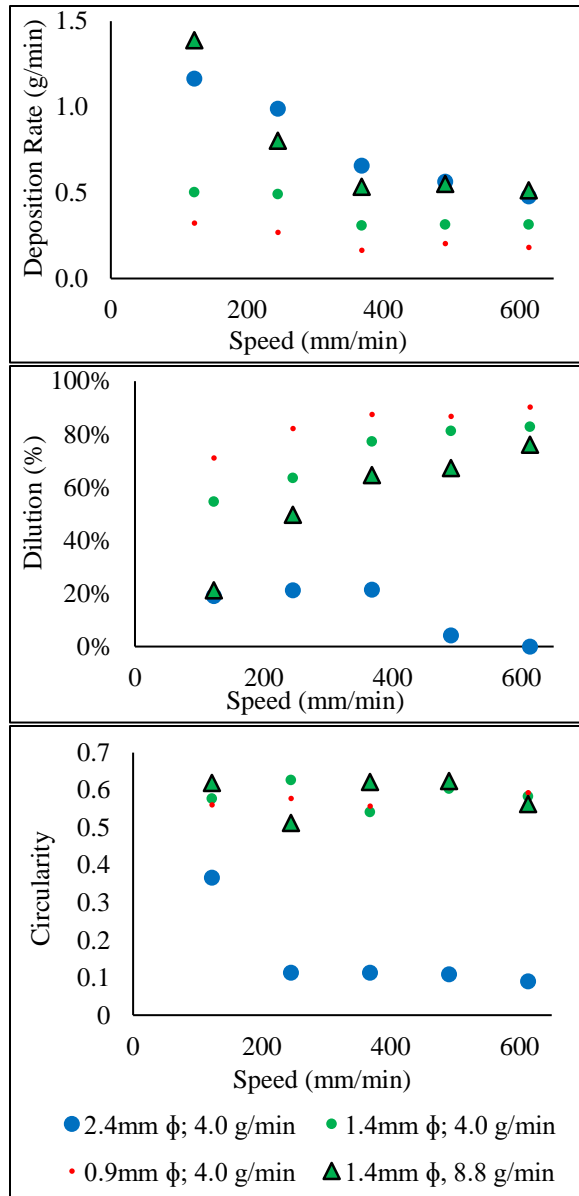 1.5
1.0
0.5
0.0
Deposition Rate (g/min)
0 200 400 600
Speed (mm/min)
100%
80%
60%
40%
20%
0%
Dilution (%)
0 200 400 600
Speed (mm/min)
0.7
0.6
0.5
0.4
0.3
0.2
0.1
0
Circularity
0 200 400 600
Speed (mm/min)
2.4mm ϕ; 4.0 g/min 1.4mm ϕ; 4.0 g/min
0.9mm ϕ; 4.0 g/min 1.4mm ϕ, 8.8 g/min